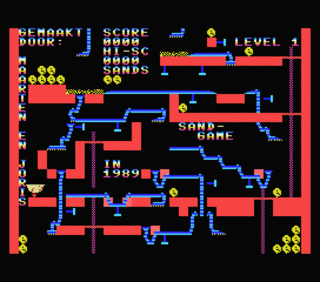 GEMAAKT
DOOR:
MAARTEN EN JORIS
SCORE
0000
HI-SC
0000
SANDS
LEVEL 1
SAND-
GAME
IN
1989